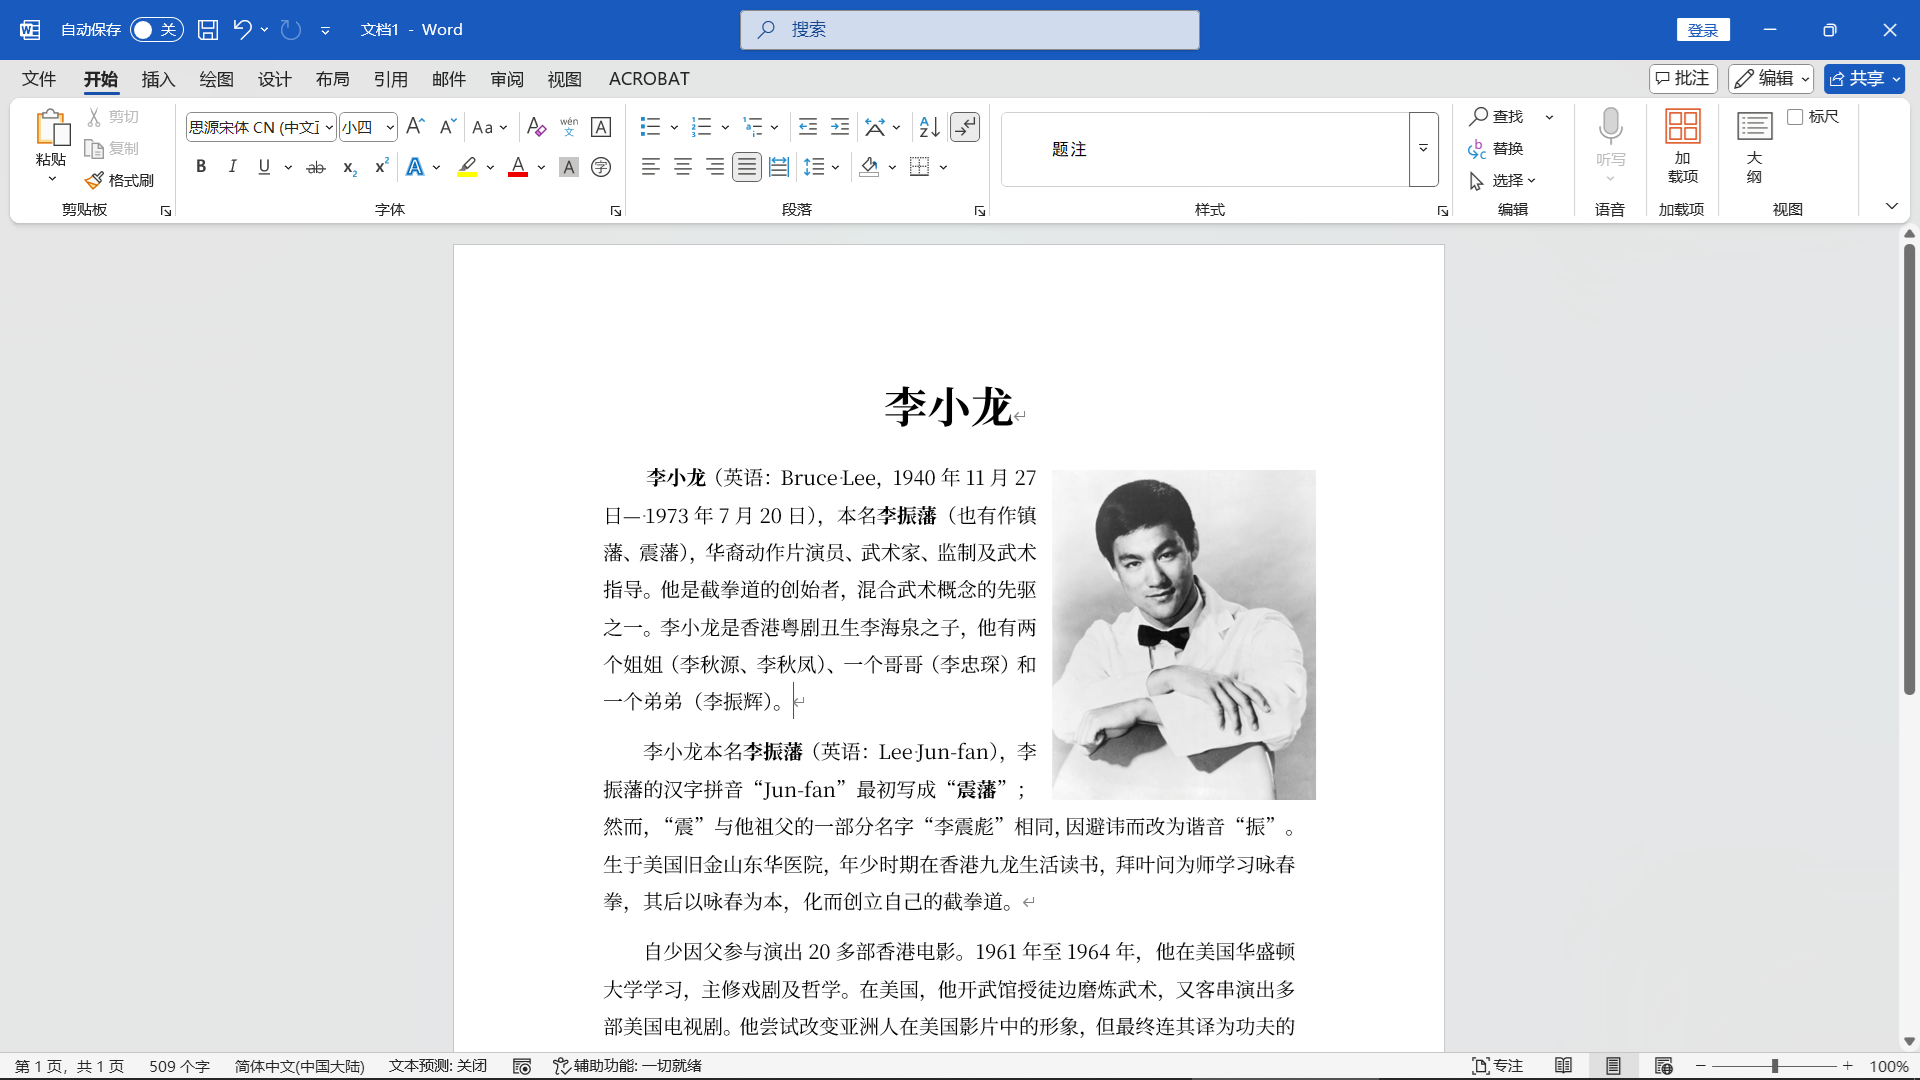 自动保存 关 文档1 - Word 搜索 登录
文件 开始 插入 绘图 设计 布局 引用 邮件 审阅 视图 ACROBAT 批注 编辑 共享
粘贴 剪切 复制 格式刷 剪贴板
思源宋体 CN (中文正 小四 字体
段落
题注 样式
查找 替换 选择 编辑
听写 语音
加载项 加载项
大纲 标尺 视图
李小龙
李小龙（英语：Bruce Lee，1940 年 11 月 27
日— 1973 年 7 月 20 日），本名李振藩（也有作镇
藩、震藩），华裔动作片演员、武术家、监制及武术
指导。他是截拳道的创始者，混合武术概念的先驱
之一。李小龙是香港粤剧丑生李海泉之子，他有两
个姐姐（李秋源、李秋凤）、一个哥哥（李忠琛）和
一个弟弟（李振辉）。
李小龙本名李振藩（英语：Lee Jun-fan），李
振藩的汉字拼音“Jun-fan”最初写成“震藩”；
然而，“震”与他祖父的一部分名字“李震彪”相同，因避讳而改为谐音“振”。
生于美国旧金山东华医院，年少时期在香港九龙生活读书，拜叶问为师学习咏春
拳，其后以咏春为本，化而创立自己的截拳道。
自少因父参与演出 20 多部香港电影。1961 年至 1964 年，他在美国华盛顿
大学学习，主修戏剧及哲学。在美国，他开武馆授徒边磨炼武术，又客串演出多
部美国电视剧。他尝试改变亚洲人在美国影片中的形象，但最终连其译为功夫的
第 1 页，共 1 页 509 个字 简体中文(中国大陆) 文本预测: 关闭 辅助功能: 一切就绪 专注 100%